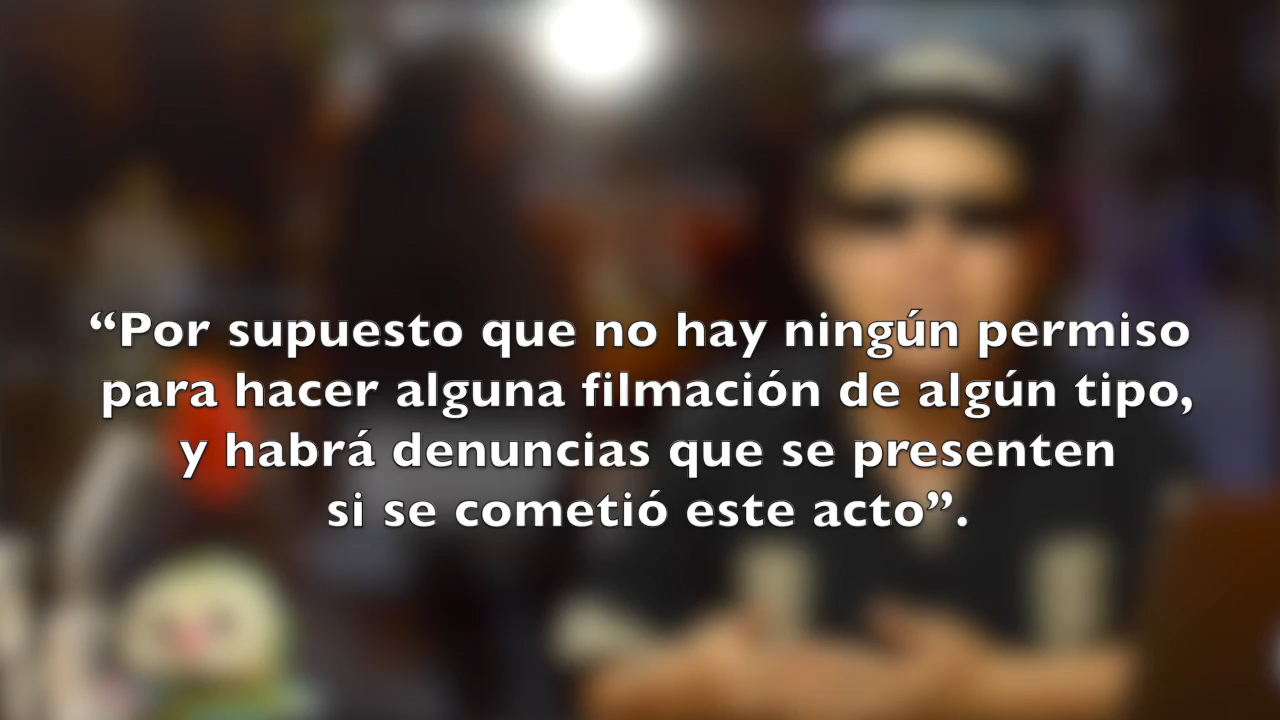 “Por supuesto que no hay ningún permiso
para hacer alguna filmación de algún tipo,
y habrá denuncias que se presenten
si se cometió este acto”.